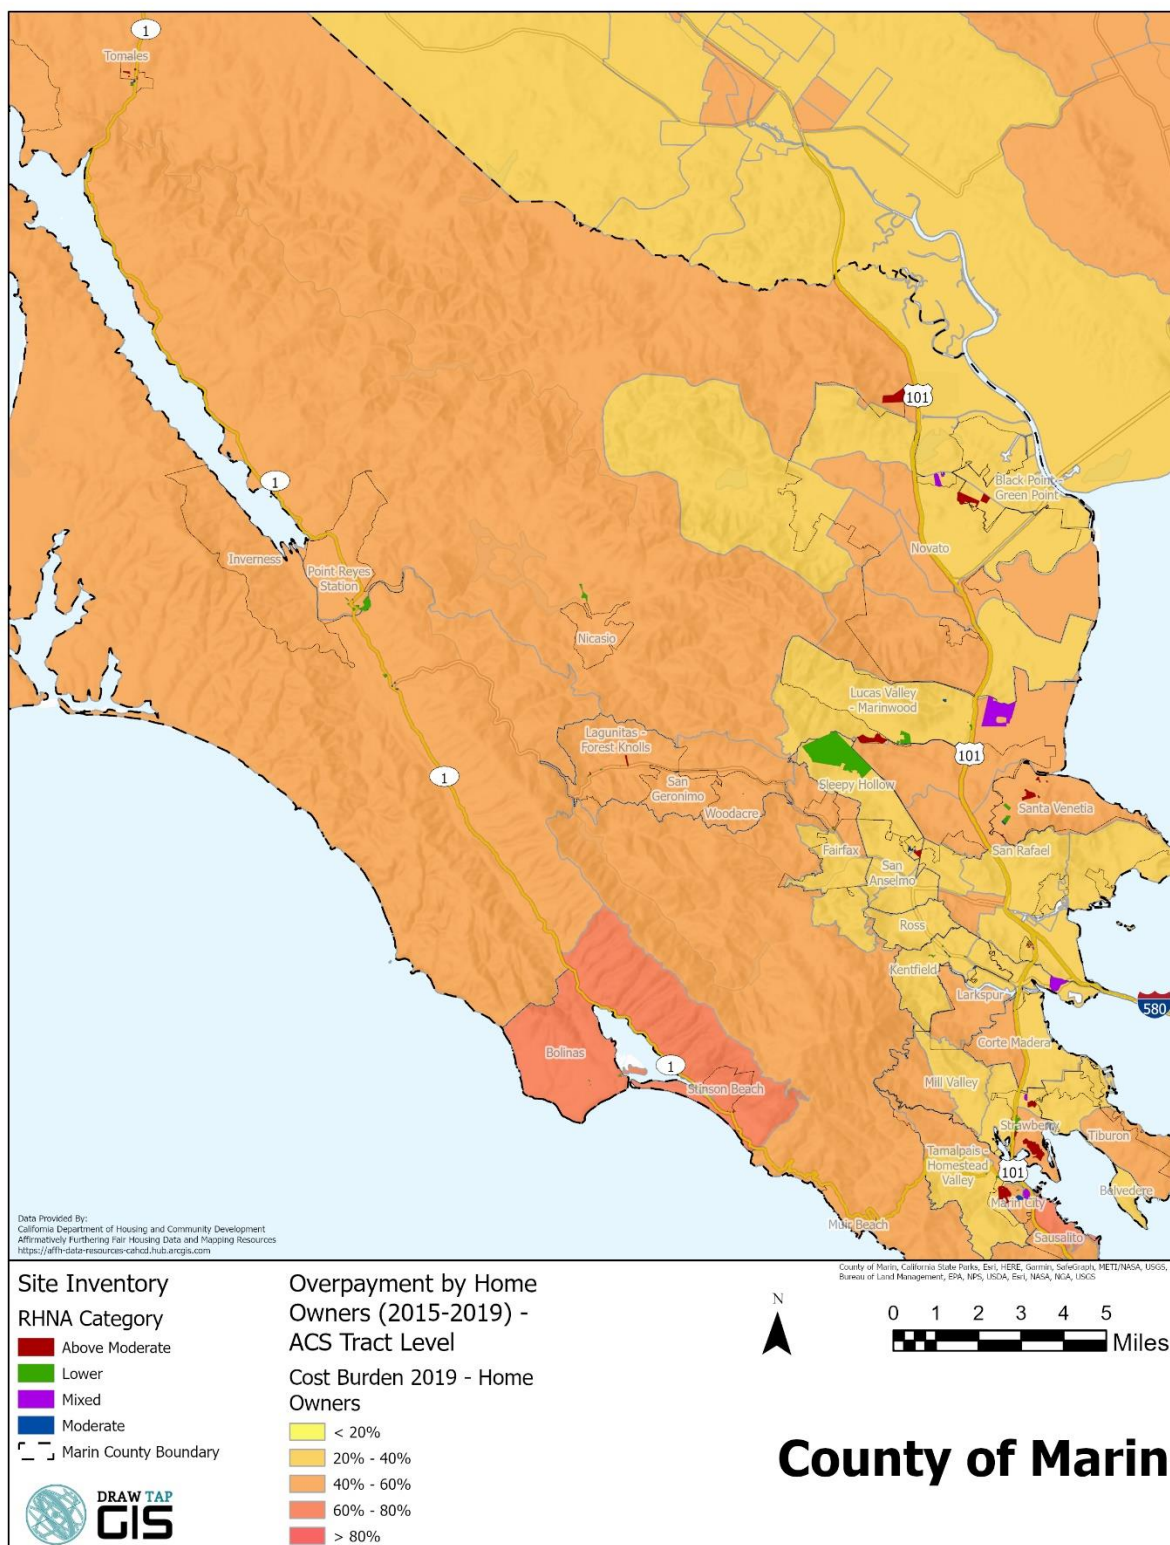 1
Tomales
101
Black Point -
Green Point
Novato
1
Inverness
Point Reyes
Station
Nicasio
Lucas Valley
- Marinwood
Lagunitas -
Forest Knolls
101
1
San
Geronimo
Sleepy Hollow
Woodacre
Santa Venetia
Fairfax
San
Anselmo
San Rafael
Ross
Kentfield
Larkspur
580
Bolinas
1
Stinson Beach
Corte Madera
Mill Valley
Strawberry
Tiburon
Tamalpais -
Homestead
Valley
101
Belvedere
Marin City
Muir Beach
Sausalito
Data Provided By:
California Department of Housing and Community Development
Affirmatively Furthering Fair Housing Data and Mapping Resources
https://affh-data-resources-cahcd.hub.arcgis.com
County of Marin, California State Parks, Esri, HERE, Garmin, SafeGraph, METI/NASA, USGS,
Bureau of Land Management, EPA, NPS, USDA, Esri, NASA, NGA, USGS
Site Inventory
RHNA Category
Above Moderate
Lower
Mixed
Moderate
Marin County Boundary
DRAW TAP
GIS
Overpayment by Home
Owners (2015-2019) -
ACS Tract Level
Cost Burden 2019 - Home
Owners
< 20%
20% - 40%
40% - 60%
60% - 80%
> 80%
N
0 1 2 3 4 5
Miles
County of Marin